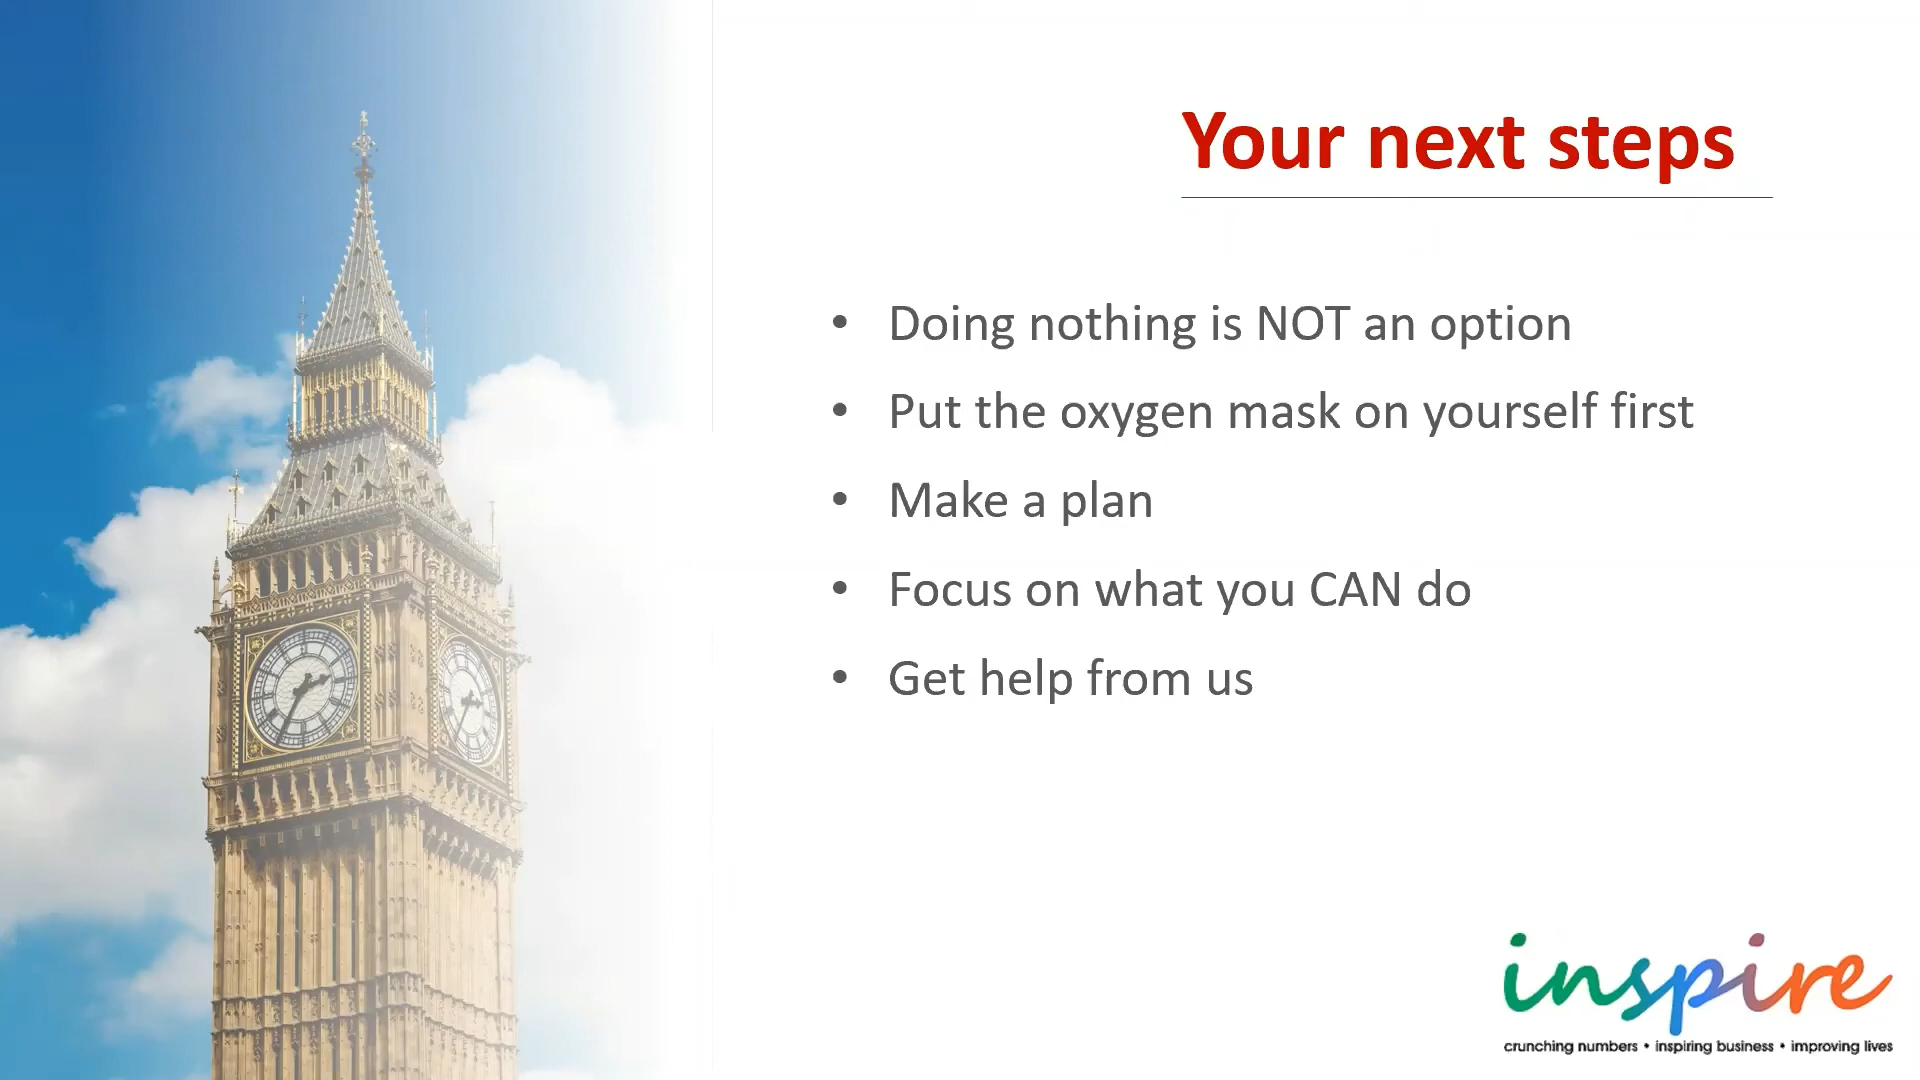 Your next steps
• Doing nothing is NOT an option
• Put the oxygen mask on yourself first
• Make a plan
• Focus on what you CAN do
• Get help from us
inspire
crunching numbers • inspiring business • improving lives